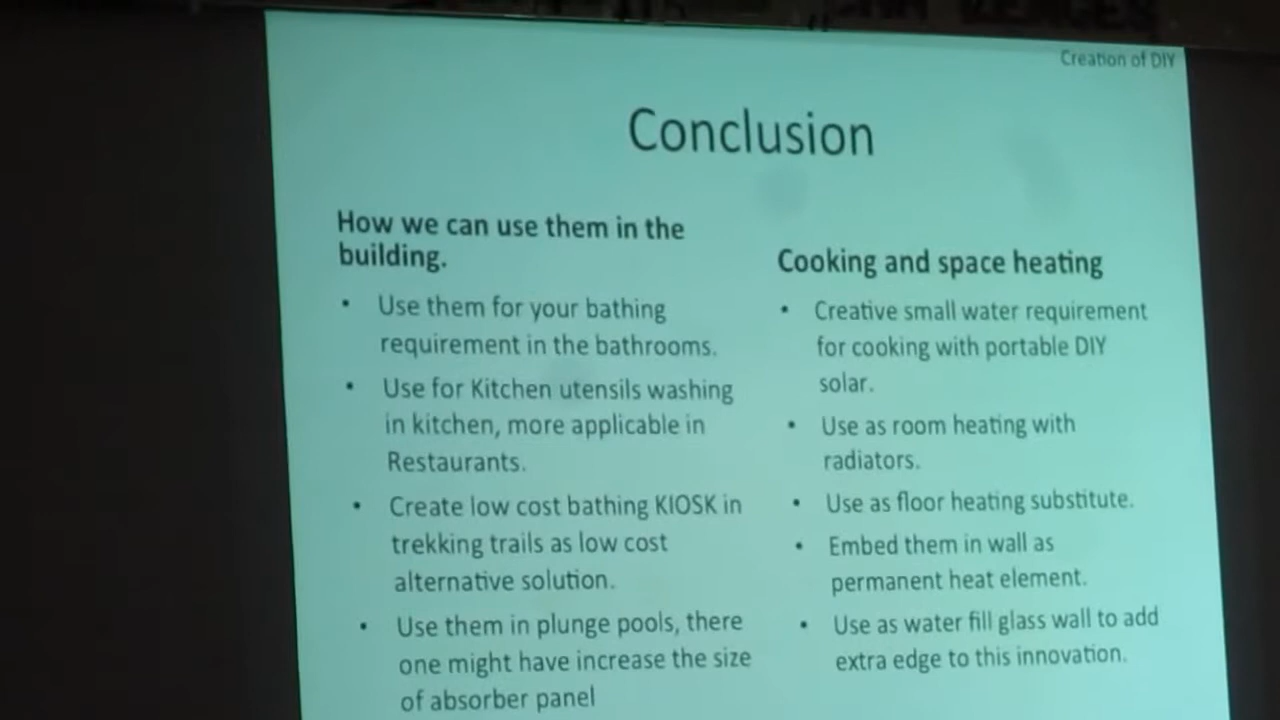 Creation of DIY
Conclusion
How we can use them in the
building.
• Use them for your bathing
requirement in the bathrooms.
• Use for Kitchen utensils washing
in kitchen, more applicable in
Restaurants.
• Create low cost bathing KIOSK in
trekking trails as low cost
alternative solution.
• Use them in plunge pools, there
one might have increase the size
of absorber panel
Cooking and space heating
• Creative small water requirement
for cooking with portable DIY
solar.
• Use as room heating with
radiators.
• Use as floor heating substitute.
• Embed them in wall as
permanent heat element.
• Use as water fill glass wall to add
extra edge to this innovation.